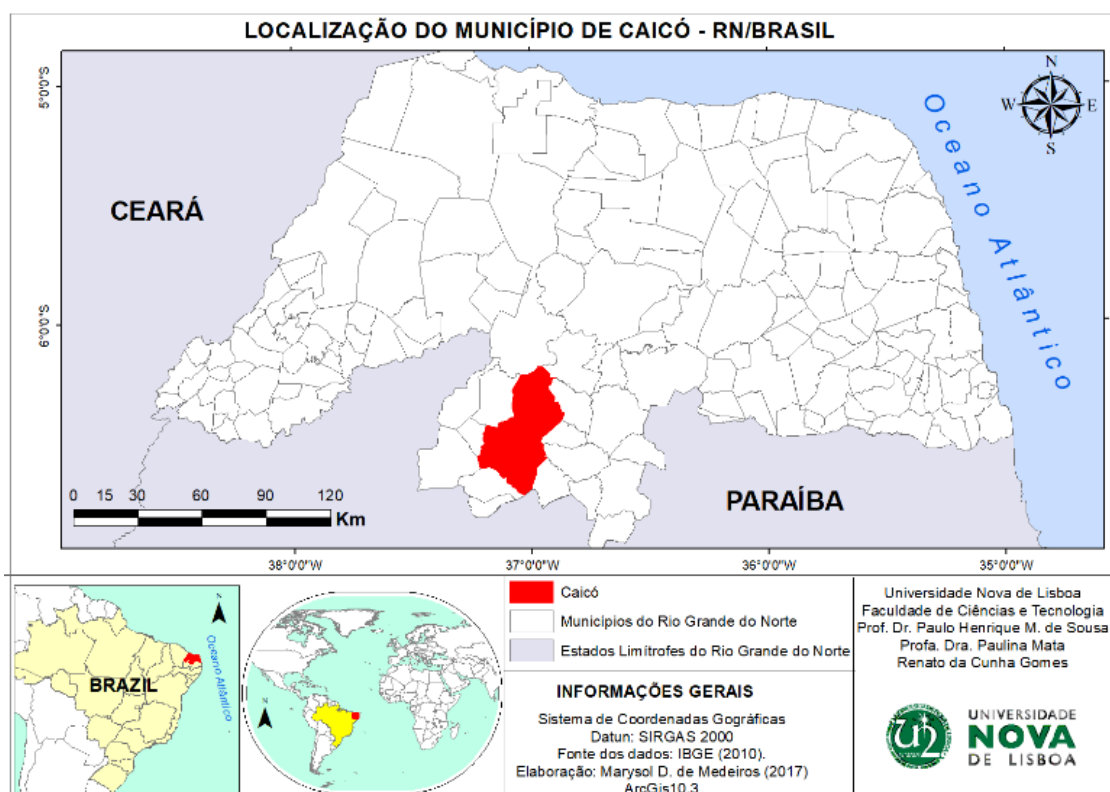 LOCALIZAÇÃO DO MUNICÍPIO DE CAICÓ - RN/BRASIL
5°0'0"S
N
W
E
S
Oceano Atlântico
CEARÁ
6°0'0"S
PARAÍBA
0 15 30 60 90 120
Km
38°0'0"W 37°0'0"W 36°0'0"W 35°0'0"W
N
Oceano Atlântico
BRAZIL
N
Caicó
Municípios do Rio Grande do Norte
Estados Limítrofes do Rio Grande do Norte
INFORMAÇÕES GERAIS
Sistema de Coordenadas Gográficas
Datun: SIRGAS 2000
Fonte dos dados: IBGE (2010).
Elaboração: Marysol D. de Medeiros (2017)
ArcGis10.3
Universidade Nova de Lisboa
Faculdade de Ciências e Tecnologia
Prof. Dr. Paulo Henrique M. de Sousa
Profa. Dra. Paulina Mata
Renato da Cunha Gomes
UNIVERSIDADE
NOVA
DE LISBOA